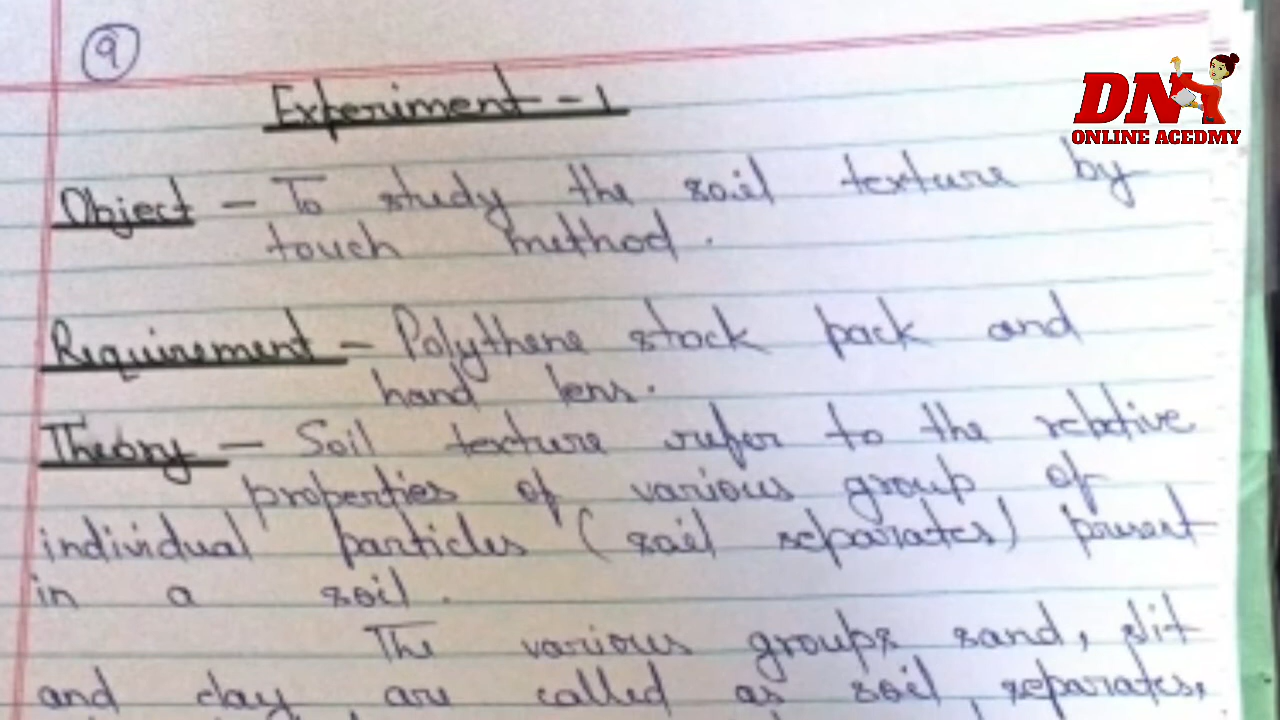 9
Experiment - 1
DN
ONLINE ACEDMY
Object - To study the soil texture by
touch method.
Requirement - Polythene stock pack and
hand lens.
Theory - Soil texture refer to the relative
properties of various group of
individual particles (soil separates) present
in a soil.
The various groups sand, slit
and clay are called as soil separates,